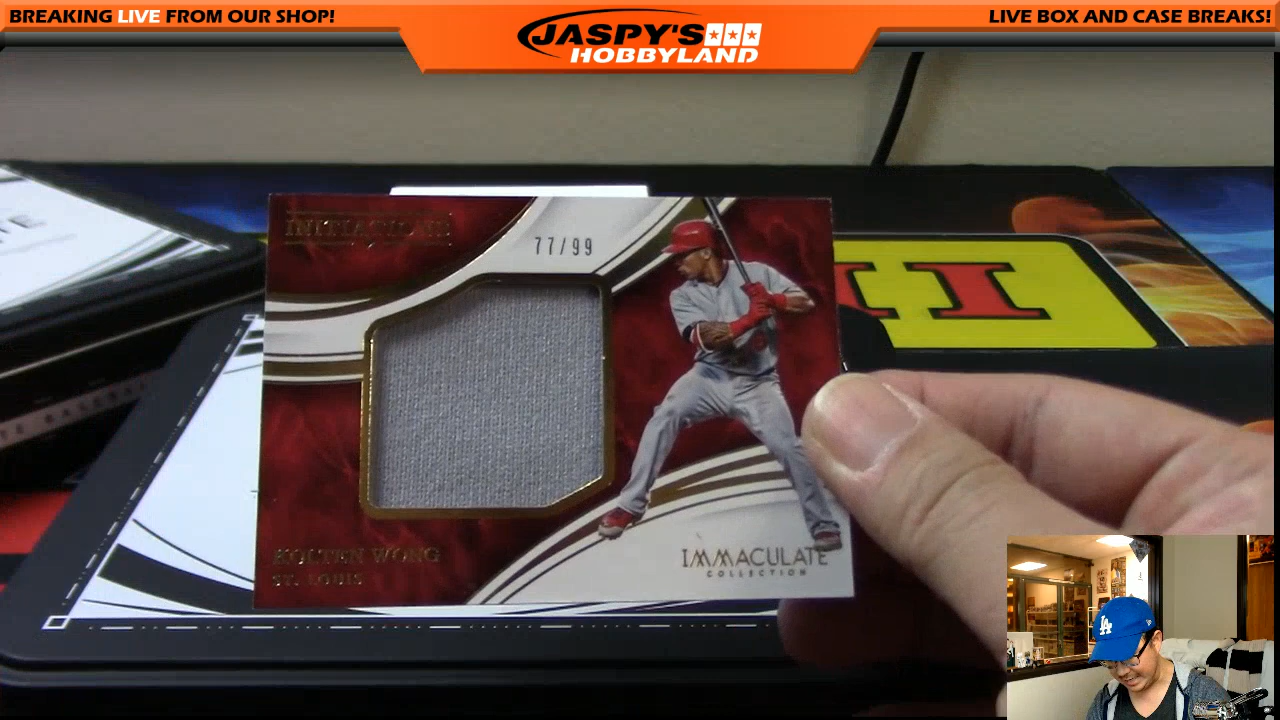 BREAKING LIVE FROM OUR SHOP!
JASPY'S
HOBBYLAND
LIVE BOX AND CASE BREAKS!
77/99
KOLTEN WONG
ST. LOUIS
IMMACULATE
COLLECTION
LA